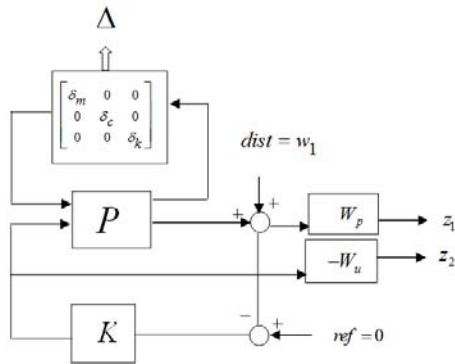 Δ
δm 0 0
0 δc 0
0 0 δk
dist = w1
P
+
+
Wp
z1
-Wu
z2
K
-
+
ref = 0